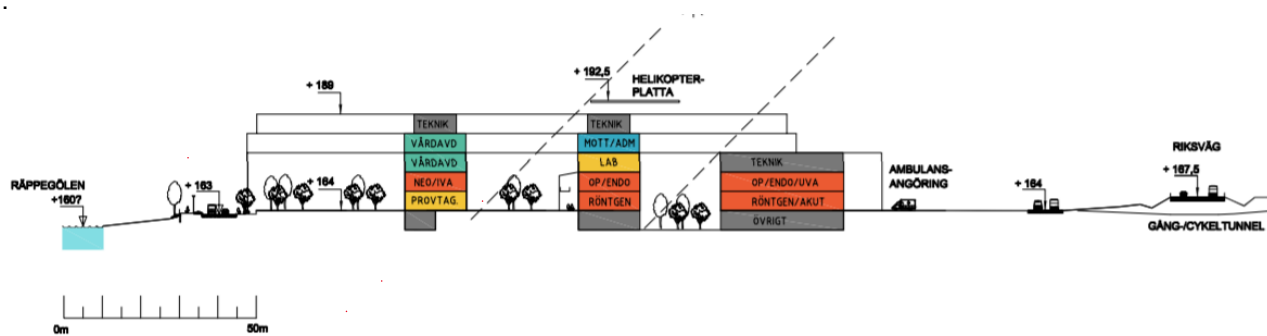 + 192,5
HELIKOPTER-
PLATTA
+ 189
TEKNIK
TEKNIK
VÅRDAVD
MOTT/ADM
VÅRDAVD
LAB
TEKNIK
NEO/IVA
OP/ENDO
OP/ENDO/UVA
PROVTAG.
RÖNTGEN
RÖNTGEN/AKUT
ÖVRIGT
RÄPPEGÖLEN
+160?
+ 163
+ 164
AMBULANS-
ANGÖRING
+ 164
RIKSVÄG
+ 167,5
GÅNG-/CYKELTUNNEL
0m
50m